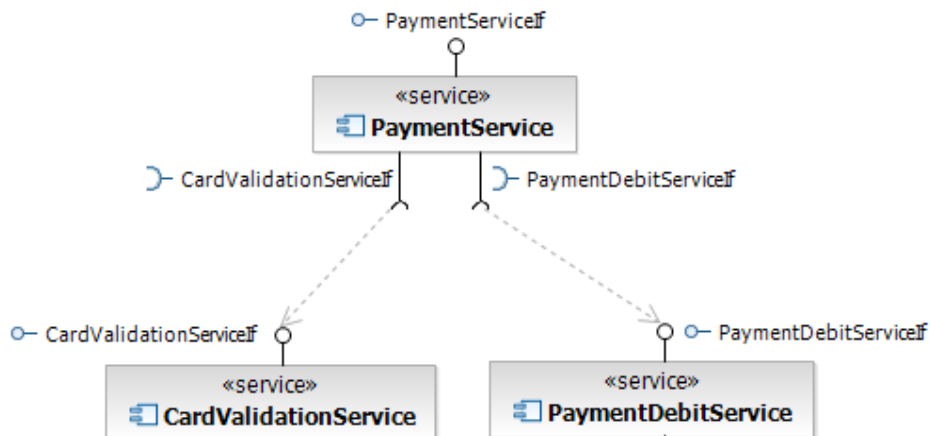 PaymentServiceIf
«service»
PaymentService
CardValidationServiceIf
PaymentDebitServiceIf
CardValidationServiceIf
PaymentDebitServiceIf
«service»
CardValidationService
«service»
PaymentDebitService